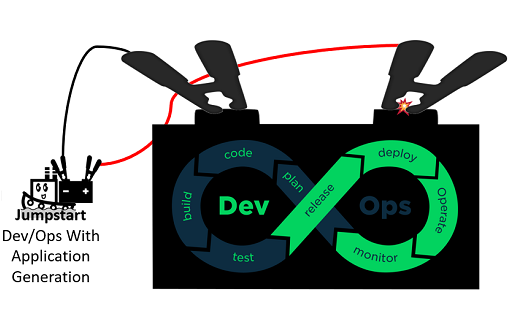 code
plan
deploy
build
Dev
release
Ops
Operate
test
monitor
Jumpstart
Dev/Ops With
Application
Generation